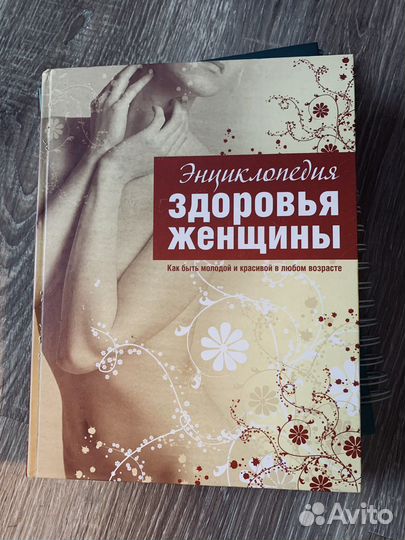 Энциклопедия
ЗДОРОВЬЯ
ЖЕНЩИНЫ
Как быть молодой и красивой в любом возрасте
Avito